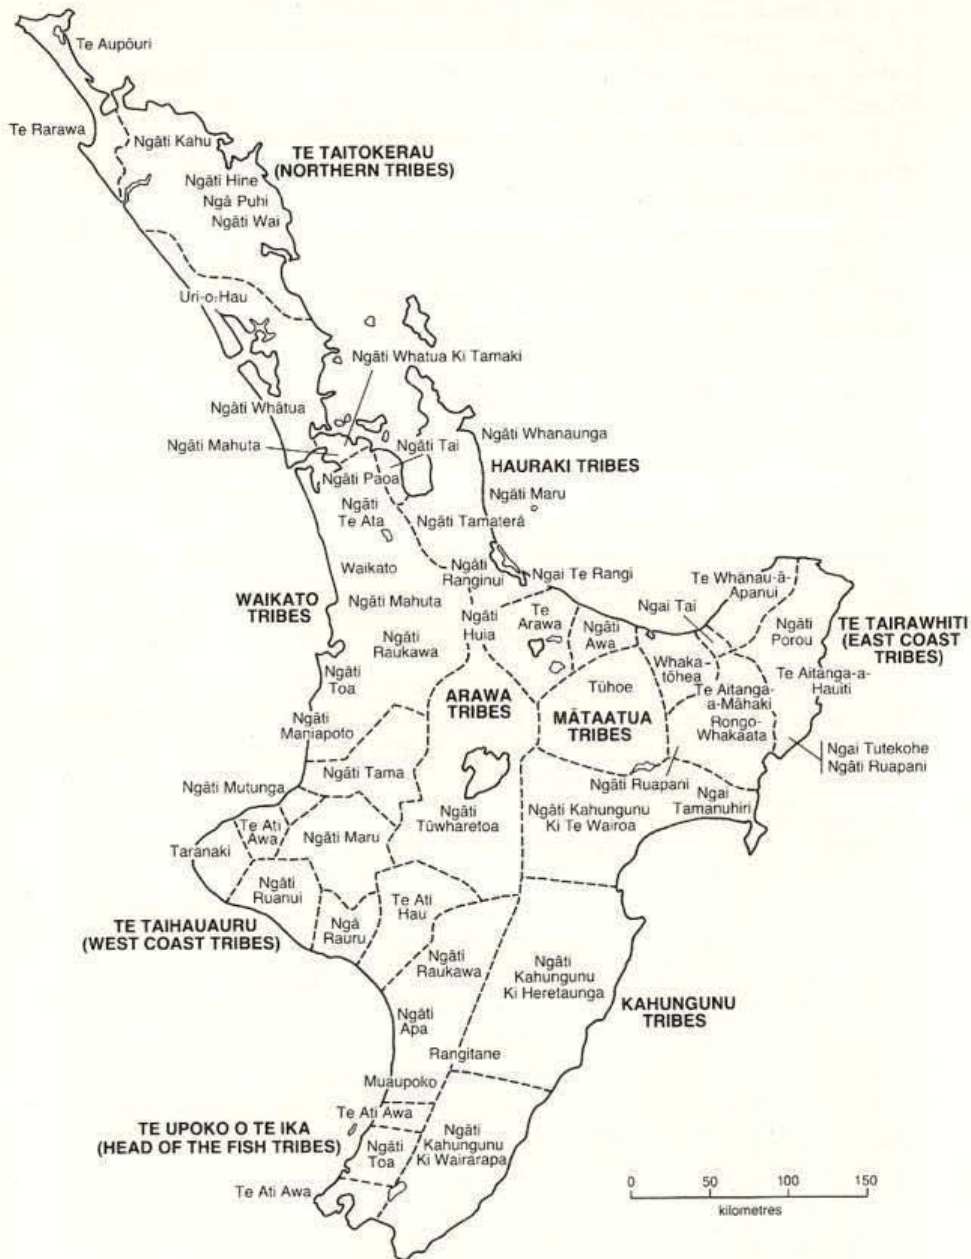 Te Aupōuri
Te Rarawa
Ngāti Kahu
TE TAITOKERAU
(NORTHERN TRIBES)
Ngāti Hine
Ngā Puhi
Ngāti Wai
Uri-o-Hau
Ngāti Whatua Ki Tamaki
Ngāti Whātua
Ngāti Mahuta
Ngāti Tai
Ngāti Whanaunga
HAURAKI TRIBES
Ngāti Paoa
Ngāti Maru
Ngāti
Te Ata
Ngāti Tamaterā
Waikato
Ngāti
Ranginui
Ngai Te Rangi
Te Whānau-ā-
Apanui
WAIKATO
TRIBES
Ngāti Mahuta
Ngāti
Huia
Te
Arawa
Ngāti
Awa
Ngai Tai
Ngāti
Porou
TE TAIRAWHITI
(EAST COAST
TRIBES)
Ngāti
Raukawa
Ngāti
Toa
ARAWA
TRIBES
Tūhoe
MĀTAATUA
TRIBES
Whaka-
tōhea
Te Aitanga-
a-Māhaki
Rongo-
Whakaata
Te Aitanga-a-
Hauiti
Ngai Tutekohe
Ngāti Ruapani
Ngāti
Maniapoto
Ngāti Tama
Ngāti Mutunga
Ngāti Ruapani
Ngai
Tamanuhiri
Ngāti
Tūwharetoa
Ngāti Kahungunu
Ki Te Wairoa
Te Ati
Awa
Ngāti Maru
Taranaki
Ngāti
Ruanui
Te Ati
Hau
Ngā
Rauru
TE TAIHAUAURU
(WEST COAST TRIBES)
Ngāti
Raukawa
Ngāti
Kahungunu
Ki Heretaunga
KAHUNGUNU
TRIBES
Ngāti
Apa
Rangitane
Muaupoko
Te Ati Awa
TE UPOKO O TE IKA
(HEAD OF THE FISH TRIBES)
Ngāti
Toa
Ngāti
Kahungunu
Ki Wairarapa
Te Ati Awa
0 50 100 150
kilometres